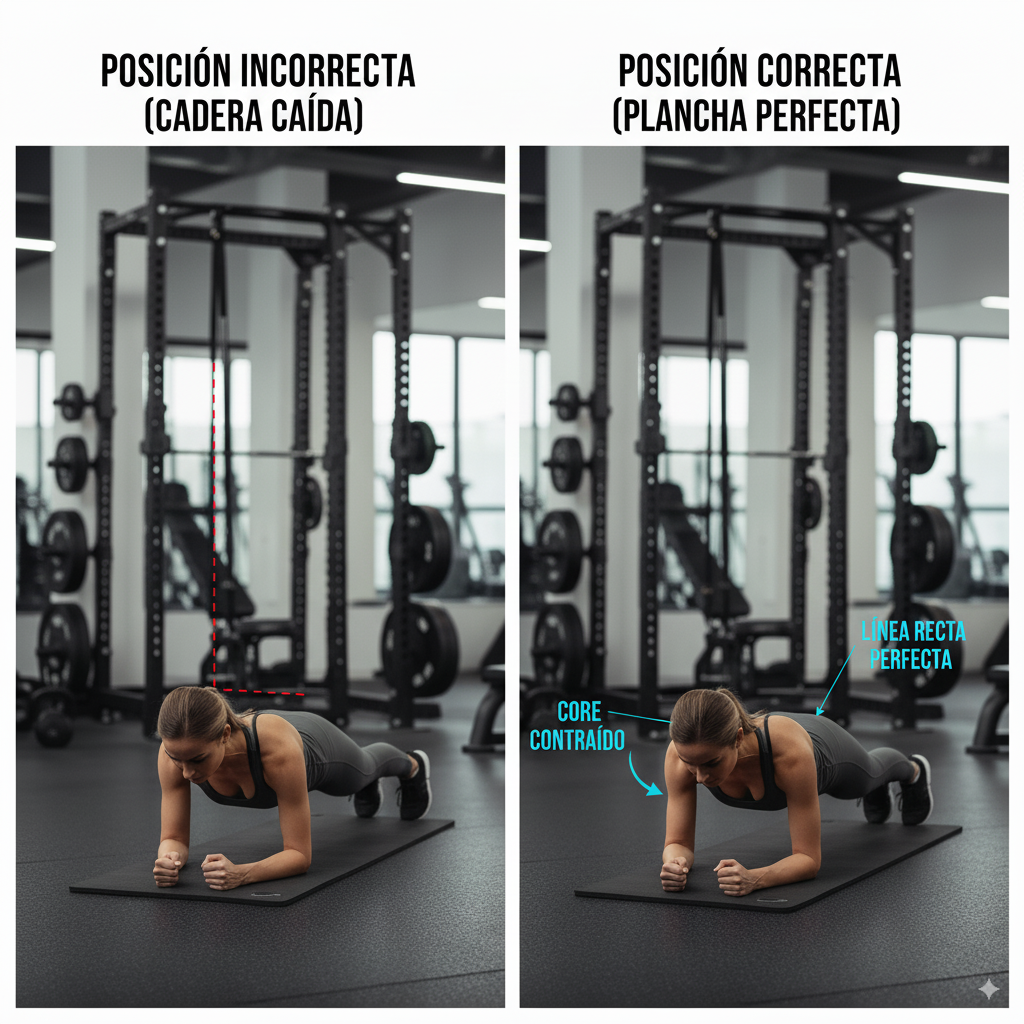 POSICIÓN INCORRECTA
(CADERA CAÍDA)
POSICIÓN CORRECTA
(PLANCHA PERFECTA)
LÍNEA RECTA
PERFECTA
CORE
CONTRAÍDO